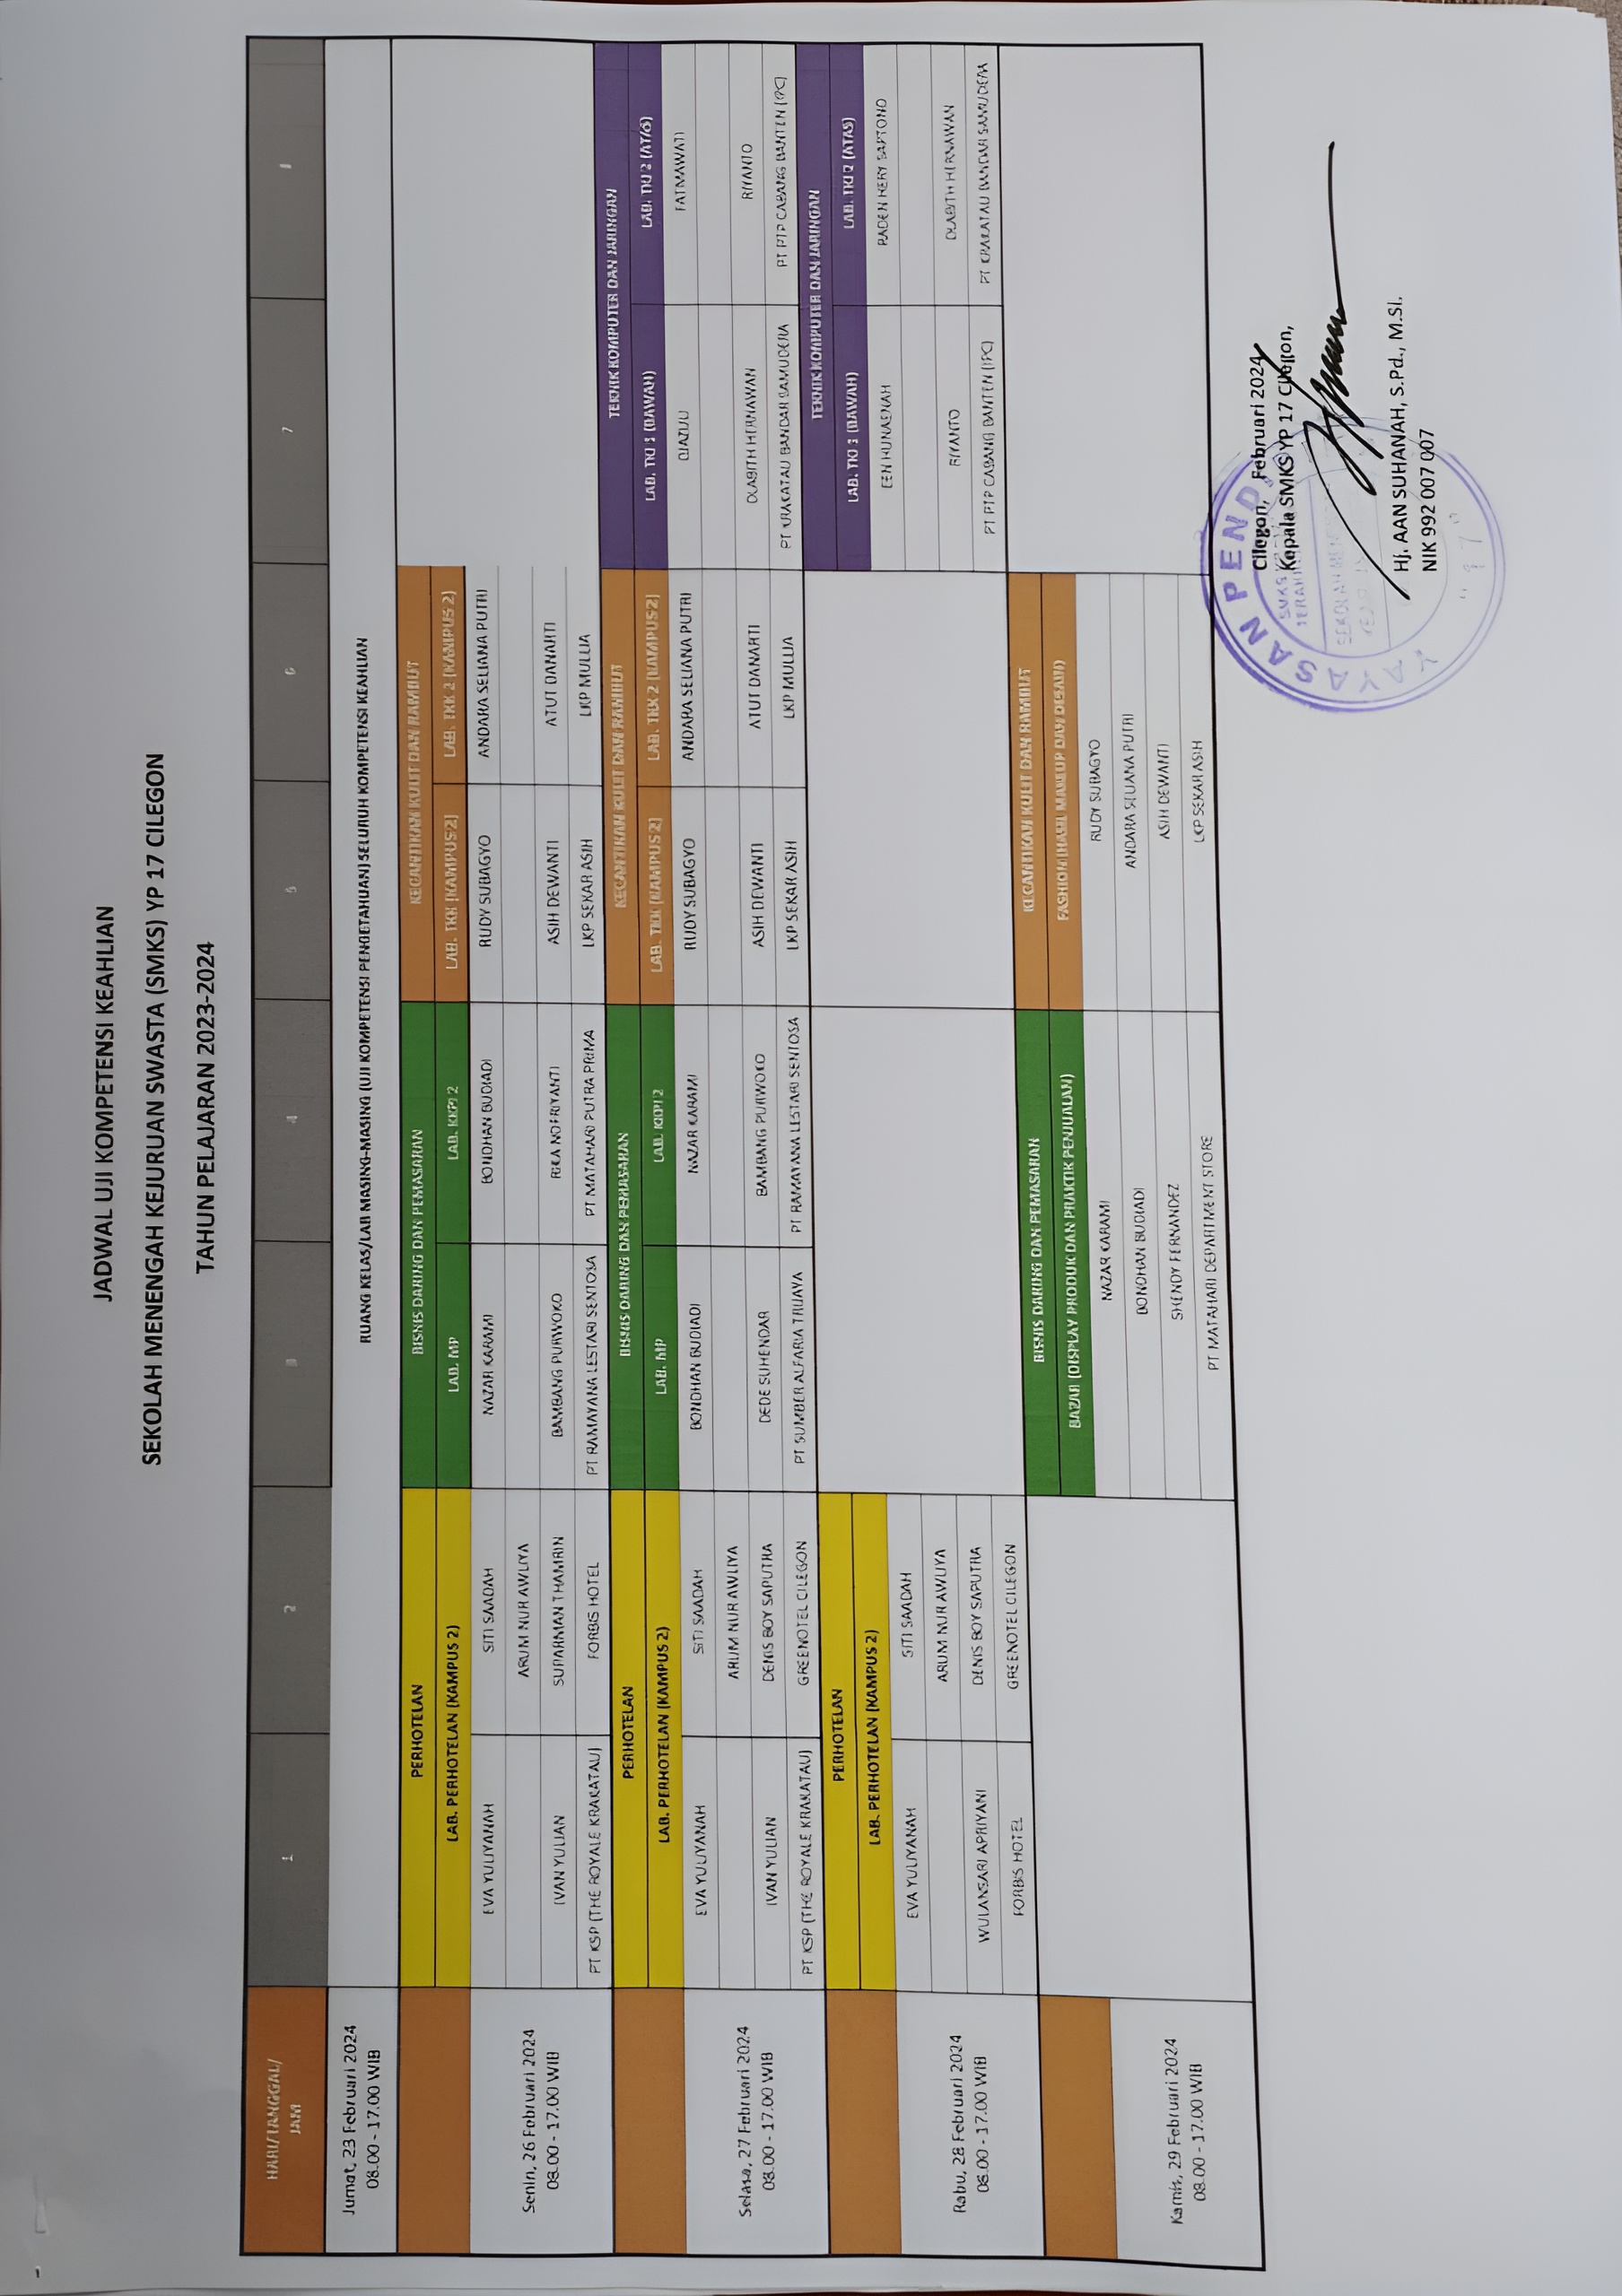 JADWAL UJI KOMPETENSI KEAHLIAN
SEKOLAH MENENGAH KEJURUAN SWASTA (SMKS) YP 17 CILEGON
TAHUN PELAJARAN 2023-2024
HARI/TANGGAL/ 1 2 3 4 5 6 7
JAM
Jumat, 23 Februari 2024
08.00 - 17.00 WIB
RUANG KELAS/LAB MASING-MASING (UJI KOMPETENSI PENGETAHUAN) SELURUH KOMPETENSI KEAHLIAN
PERHOTELAN BISNIS DARING DAN PEMASARAN KECANTIKAN KULIT DAN RAMBUT
LAB. PERHOTELAN (KAMPUS 2) LAB. MP LAB. KKPI 2 LAB. TKK (KAMPUS 2) LAB. TKK 2 (KAMPUS 2)
Senin, 26 Februari 2024
08.00 - 17.00 WIB
EVA YULIYANAH SITI SAADAH NAZAR KARAMI BONDHAN BUDIADI RUDY SUBAGYO ANDARA SELIANA PUTRI
ARUM NUR AWLIYA
IVAN YULIAN SUPARMAN THAMRIN BAMBANG PURWOKO RIKA NOFRIYANTI ASIH DEWANTI ATUT DANARTI
PT KSP (THE ROYALE KRAKATAU) FORBIS HOTEL PT RAMAYANA LESTARI SENTOSA PT MATAHARI PUTRA PRIMA LKP SEKAR ASIH LKP MULLIA
PERHOTELAN BISNIS DARING DAN PEMASARAN KECANTIKAN KULIT DAN RAMBUT TEKNIK KOMPUTER DAN JARINGAN
LAB. PERHOTELAN (KAMPUS 2) LAB. MP LAB. KKPI 2 LAB. TKK (KAMPUS 2) LAB. TKK 2 (KAMPUS 2) LAB. TKJ 1 (BAWAH) LAB. TKJ 2 (ATAS)
Selasa, 27 Februari 2024
08.00 - 17.00 WIB
EVA YULIYANAH SITI SAADAH BONDHAN BUDIADI NAZAR KARAMI RUDY SUBAGYO ANDARA SELIANA PUTRI FATMAWATI
ARUM NUR AWLIYA
IVAN YULIAN DENIS BOY SAPUTRA DEDE SUHENDAR BAMBANG PURWOKO ASIH DEWANTI ATUT DANARTI HERNAWAN RIYANTO
PT KSP (THE ROYALE KRAKATAU) GREENOTEL CILEGON PT SUMBER ALFARIA TRIJAYA PT RAMAYANA LESTARI SENTOSA LKP SEKAR ASIH LKP MULLIA PT KRAKATAU BANDAR SAMUDERA PT PTP CABANG BANTEN (IPC)
PERHOTELAN TEKNIK KOMPUTER DAN JARINGAN
LAB. PERHOTELAN (KAMPUS 2) LAB. TKJ 1 (BAWAH) LAB. TKJ 2 (ATAS)
Rabu, 28 Februari 2024
08.00 - 17.00 WIB
EVA YULIYANAH SITI SAADAH EEN HUNAENAH HERY SAPTONO
ARUM NUR AWLIYA
WULANSARI APRIYANI DENIS BOY SAPUTRA RIYANTO HERNAWAN
FORBIS HOTEL GREENOTEL CILEGON PT PTP CABANG BANTEN (IPC) PT KRAKATAU BANDAR SAMUDERA
BISNIS DARING DAN PEMASARAN KECANTIKAN KULIT DAN RAMBUT
BAZAR (DISPLAY PRODUK DAN PRAKTIK PENJUALAN) FASHION (HASIL MAKEUP DAN DISAIN)
Kamis, 29 Februari 2024
08.00 - 17.00 WIB
NAZAR KARAMI RUDY SUBAGYO
BONDHAN BUDIADI ANDARA SELIANA PUTRI
SHENDY FERNANDEZ ASIH DEWANTI
PT MATAHARI DEPARTMENT STORE LKP SEKAR ASIH
Cilegon, Februari 2024
Kepala SMKS YP 17 Cilegon,
YAYASAN PEND
Hj. AAN SUHANAH, S.Pd., M.Si.
NIK 992 007 007